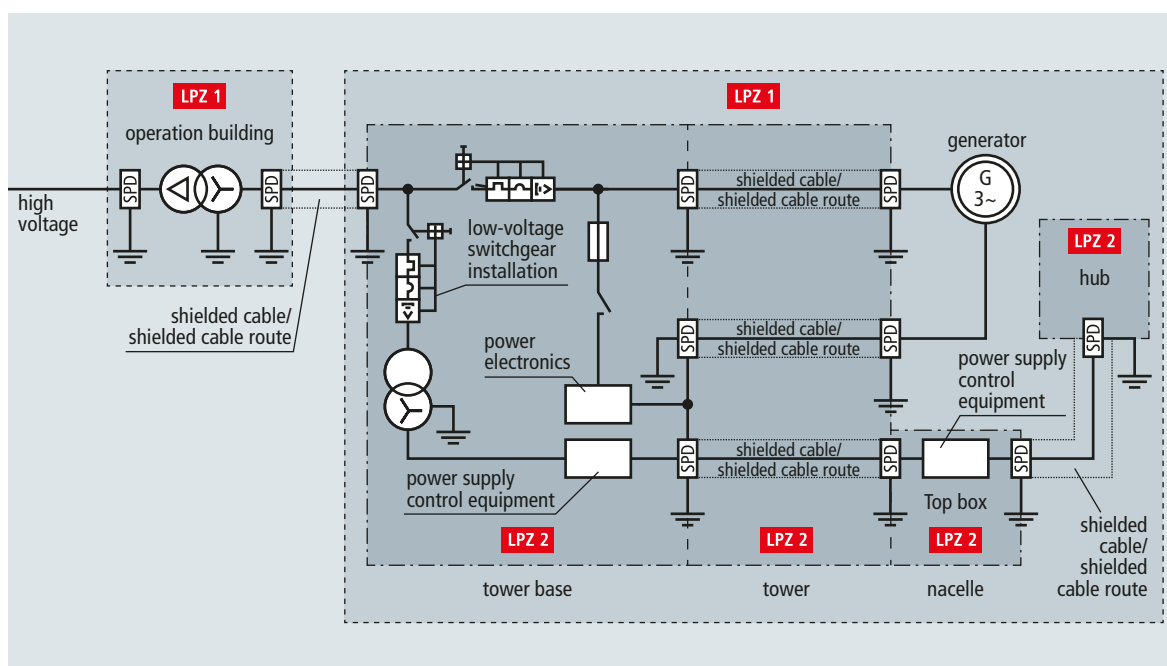 LPZ 1
operation building
SPD
SPD
high
voltage
shielded cable/
shielded cable route
LPZ 1
SPD
low-voltage
switchgear
installation
SPD
shielded cable/
shielded cable route
SPD
generator
G
3~
LPZ 2
hub
SPD
power
electronics
SPD
shielded cable/
shielded cable route
SPD
power supply
control
equipment
power supply
control equipment
SPD
shielded cable/
shielded cable route
SPD
Top box
SPD
shielded
cable/
shielded
cable route
LPZ 2
LPZ 2
LPZ 2
tower base
tower
nacelle